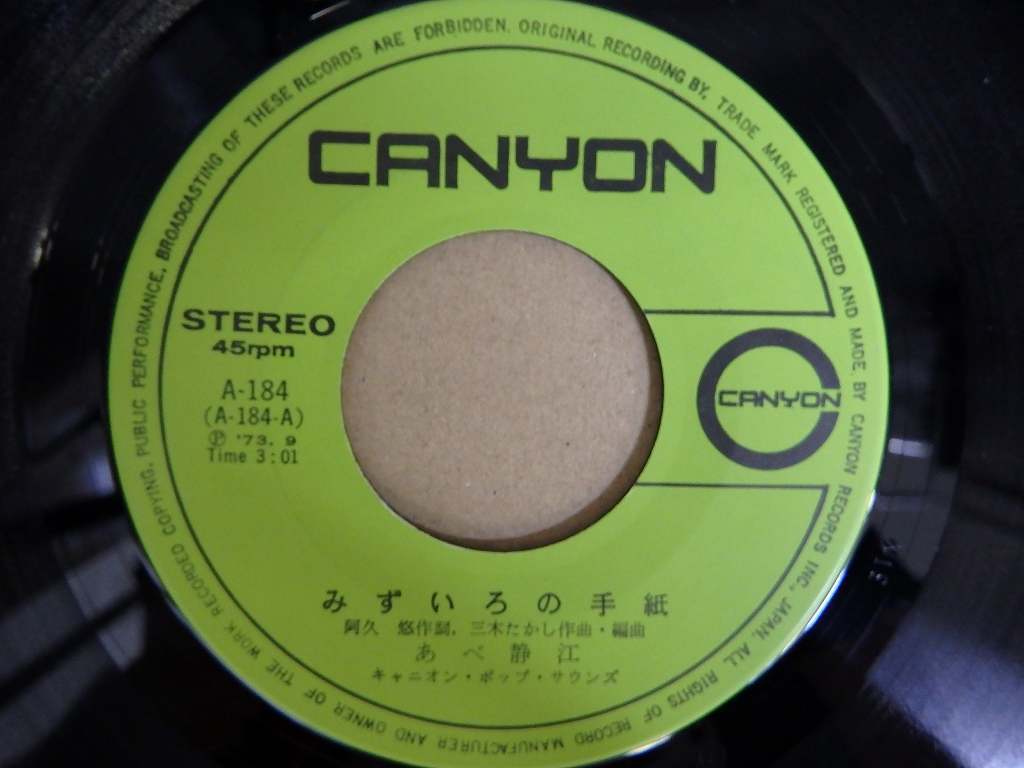 CANYON
STEREO
45rpm
A-184
(A-184-A)
Ⓟ '73. 9
Time 3:01
CANYON
みずいろの手紙
阿久 悠作詞. 三木たかし作曲・編曲
あべ静江
キャニオン・ポップ・サウンズ
ORIGINAL RECORDING BY. TRADE MARK REGISTERED AND MADE BY CANYON RECORDS INC., JAPAN. ALL RIGHTS OF RECORD MANUFACTURER AND OWNER OF THE WORK RECORDED COPYING. PUBLIC PERFORMANCE. BROADCASTING OF THESE RECORDS ARE FORBIDDEN.